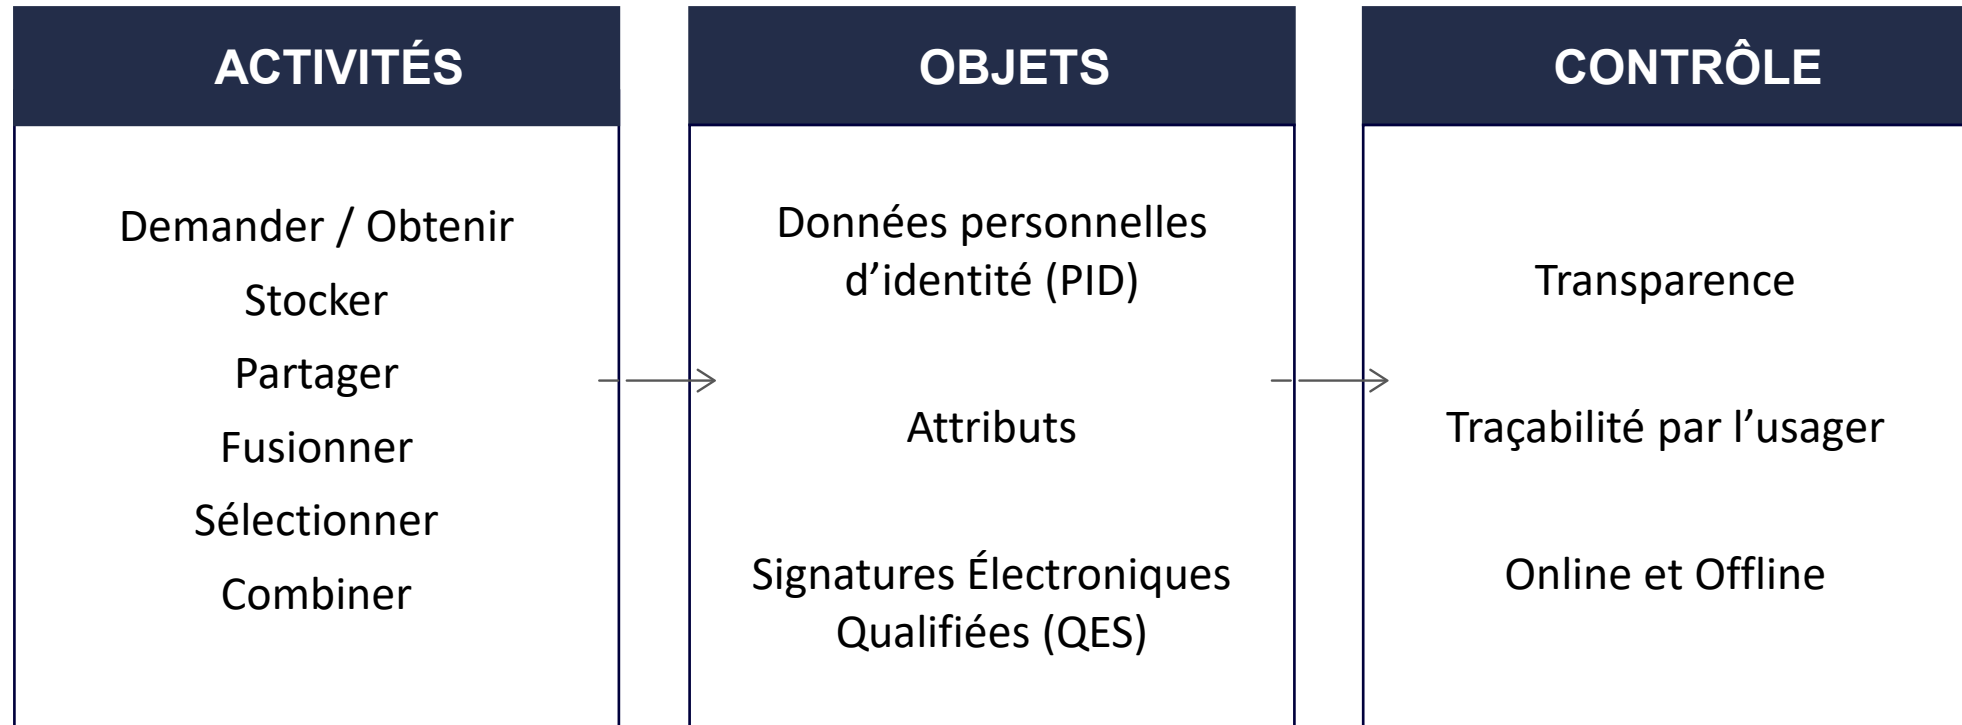 ACTIVITÉS
Demander / Obtenir
Stocker
Partager
Fusionner
Sélectionner
Combiner
OBJETS
Données personnelles
d’identité (PID)
Attributs
Signatures Électroniques
Qualifiées (QES)
CONTRÔLE
Transparence
Traçabilité par l’usager
Online et Offline